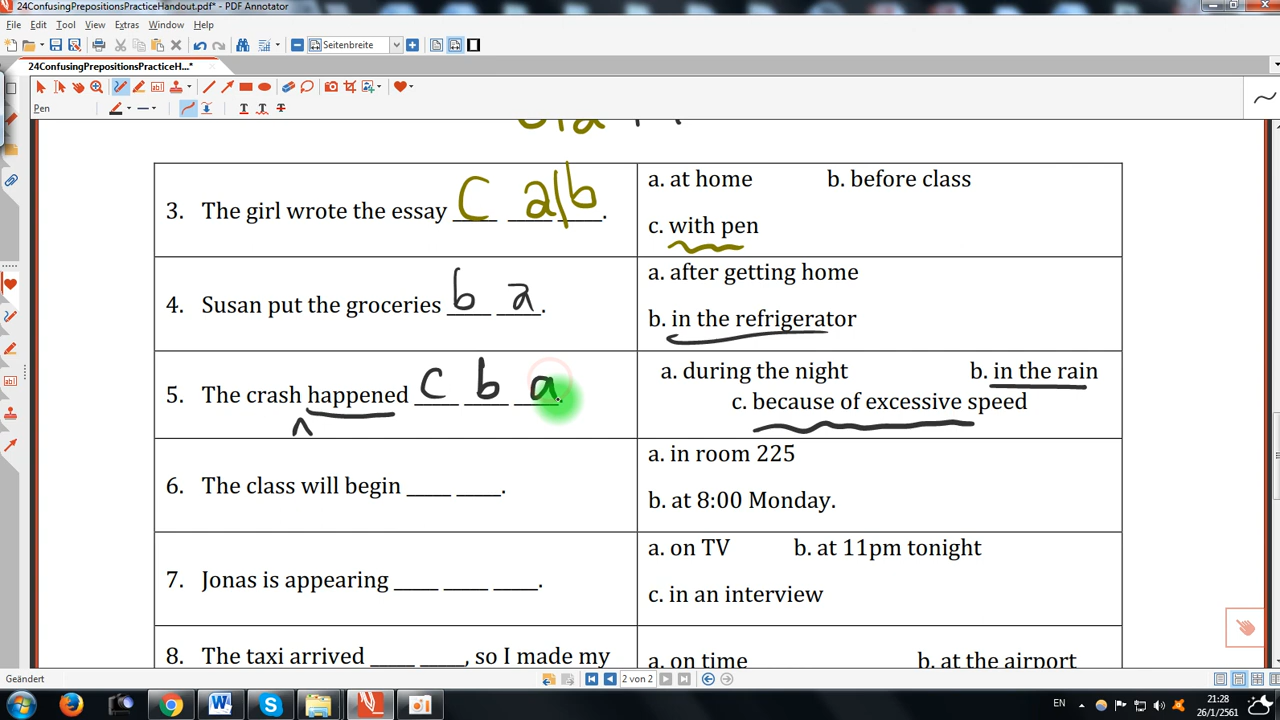 24ConfusingPrepositionsPracticeHandout.pdf* - PDF Annotator
File Edit View Tool Extras Window Help
Seitenbreite
24ConfusingPrepositionsPracticeH...*
Pen
3. The girl wrote the essay C a/b.
a. at home b. before class
c. with pen
4. Susan put the groceries b a.
a. after getting home
b. in the refrigerator
5. The crash happened c b a.
a. during the night b. in the rain
c. because of excessive speed
6. The class will begin ____ ____.
a. in room 225
b. at 8:00 Monday.
7. Jonas is appearing ____ ____ ____.
a. on TV b. at 11pm tonight
c. in an interview
8. The taxi arrived ____ ____, so I made my
a. on time b. at the airport
Geändert
2 von 2
EN
21:28
26/1/2561